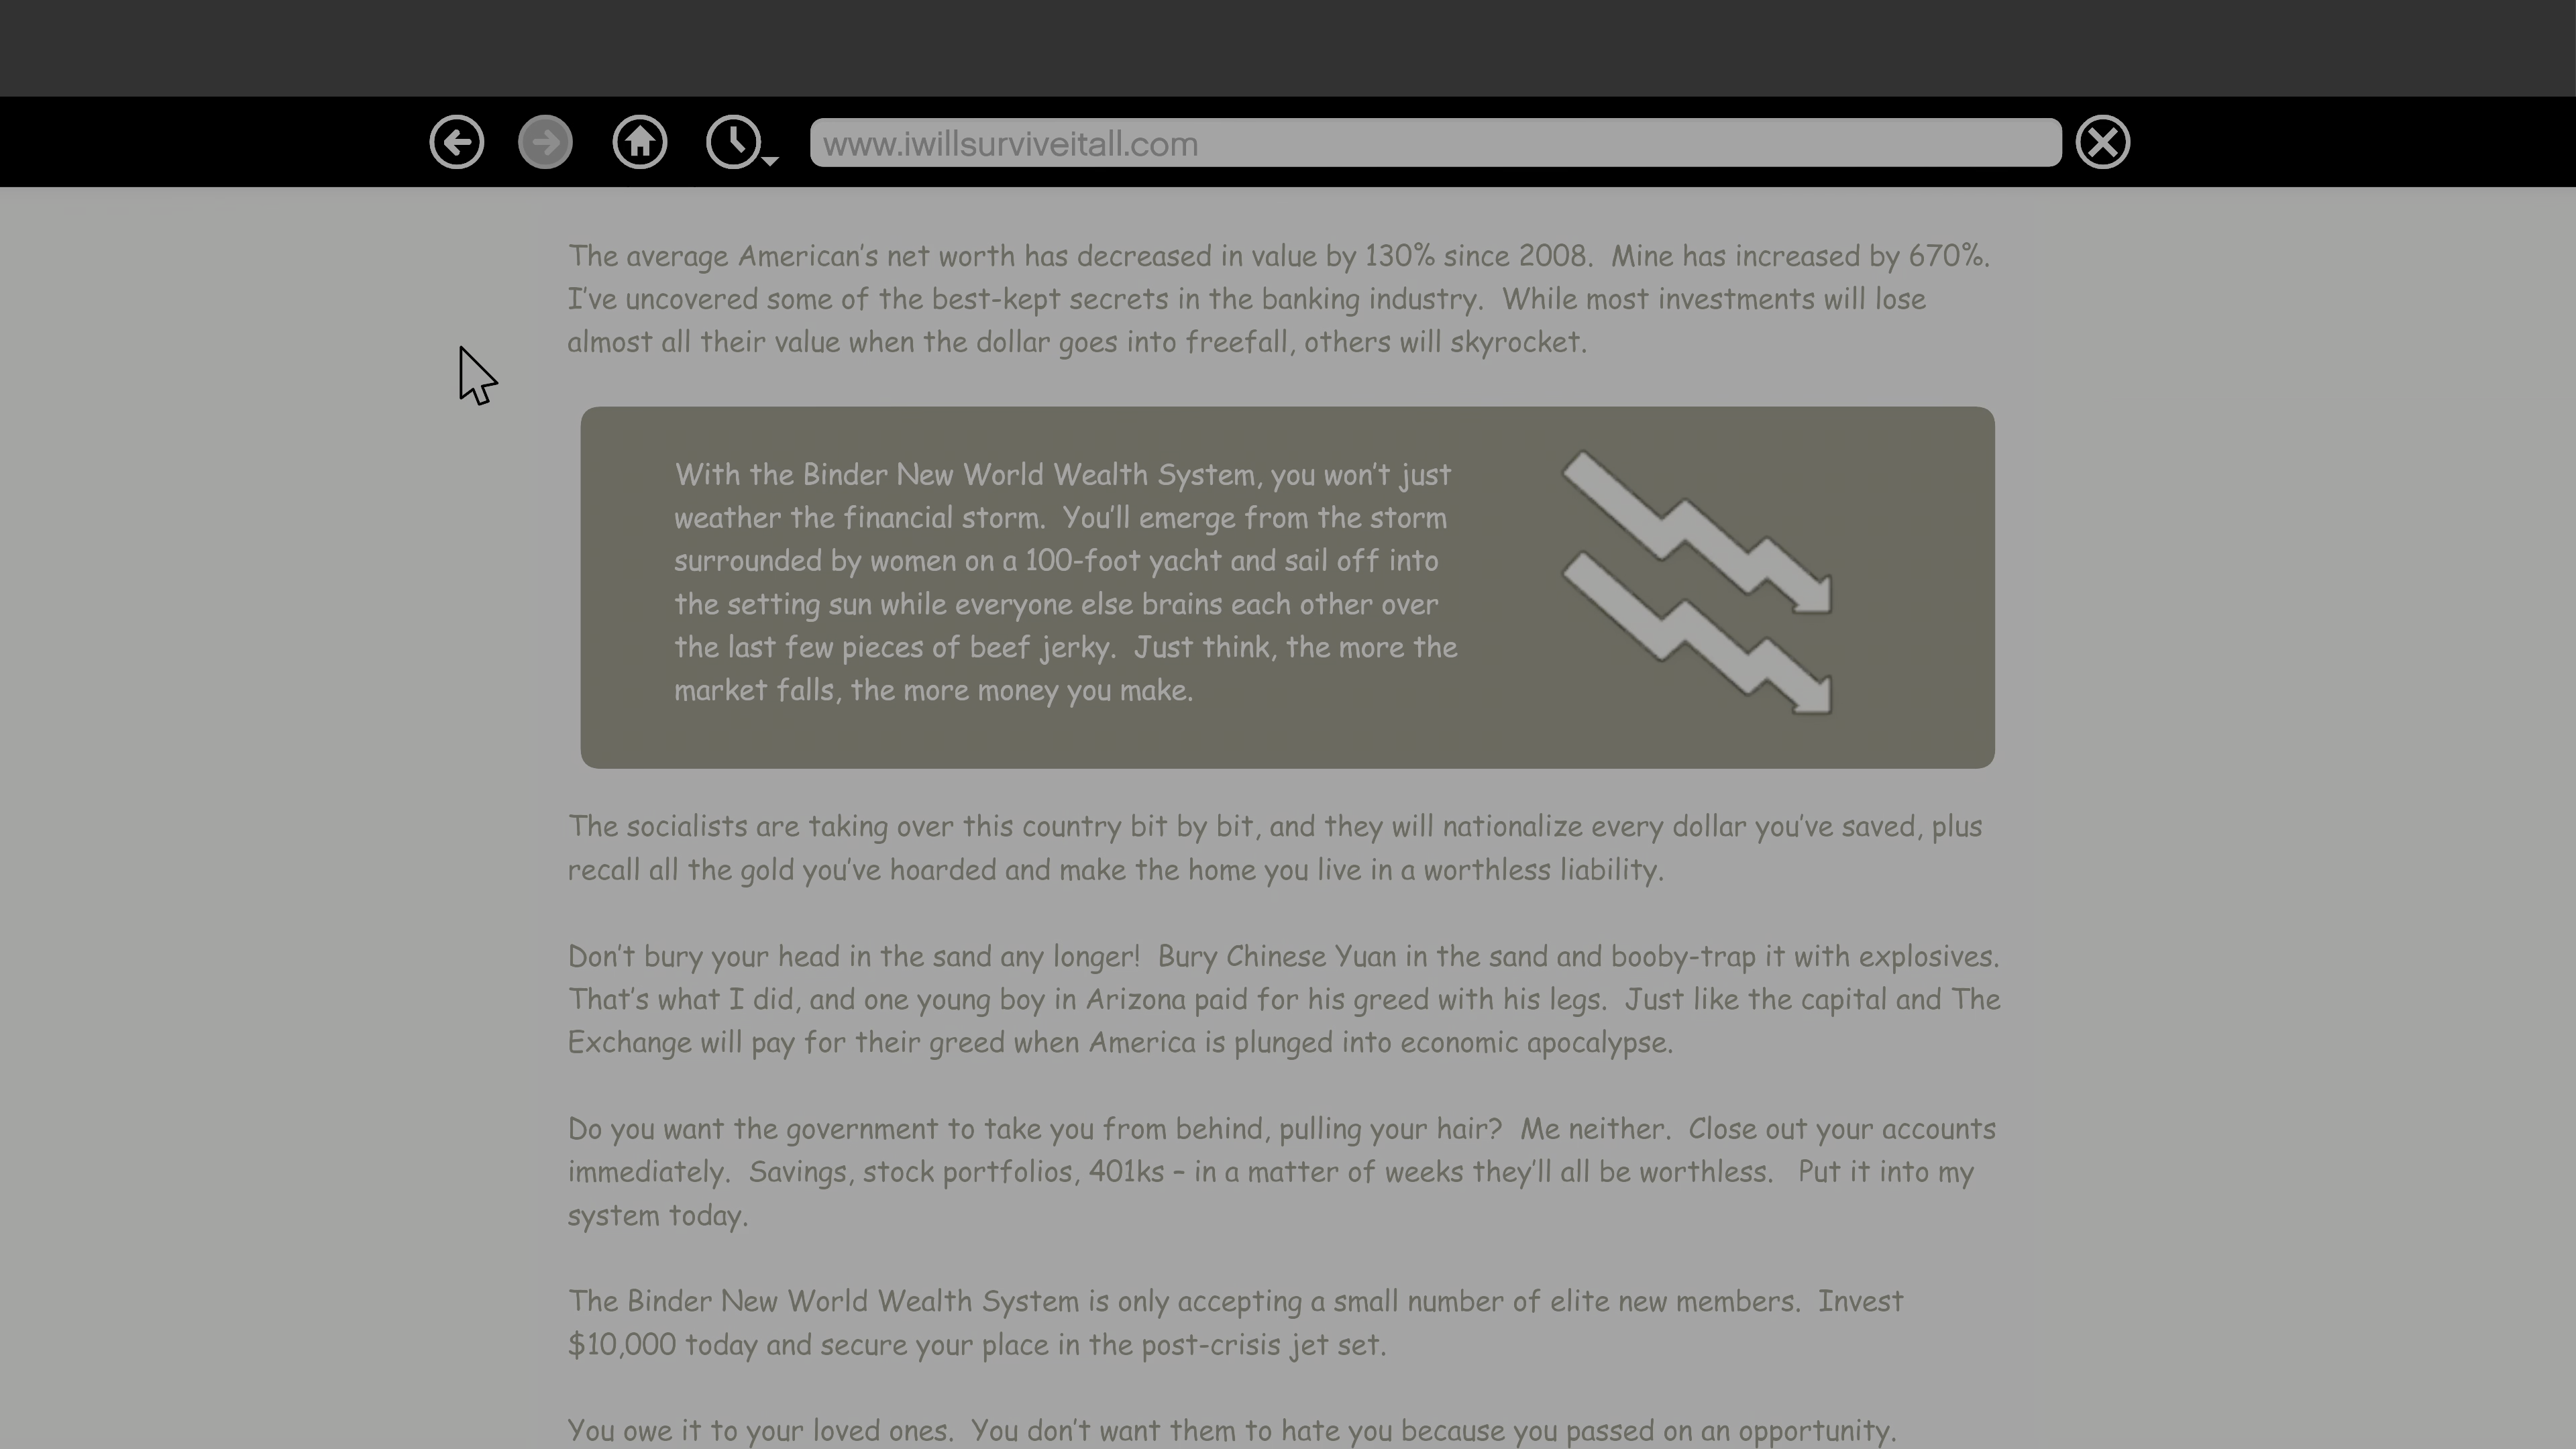 www.iwillsurviveitall.com
The average American's net worth has decreased in value by 130% since 2008.  Mine has increased by 670%.
I've uncovered some of the best-kept secrets in the banking industry.  While most investments will lose
almost all their value when the dollar goes into freefall, others will skyrocket.
With the Binder New World Wealth System, you won't just
weather the financial storm.  You'll emerge from the storm
surrounded by women on a 100-foot yacht and sail off into
the setting sun while everyone else brains each other over
the last few pieces of beef jerky.  Just think, the more the
market falls, the more money you make.
The socialists are taking over this country bit by bit, and they will nationalize every dollar you've saved, plus
recall all the gold you've hoarded and make the home you live in a worthless liability.
Don't bury your head in the sand any longer!  Bury Chinese Yuan in the sand and booby-trap it with explosives.
That's what I did, and one young boy in Arizona paid for his greed with his legs.  Just like the capital and The
Exchange will pay for their greed when America is plunged into economic apocalypse.
Do you want the government to take you from behind, pulling your hair?  Me neither.  Close out your accounts
immediately.  Savings, stock portfolios, 401ks – in a matter of weeks they'll all be worthless.   Put it into my
system today.
The Binder New World Wealth System is only accepting a small number of elite new members.  Invest
$10,000 today and secure your place in the post-crisis jet set.
You owe it to your loved ones.  You don't want them to hate you because you passed on an opportunity.